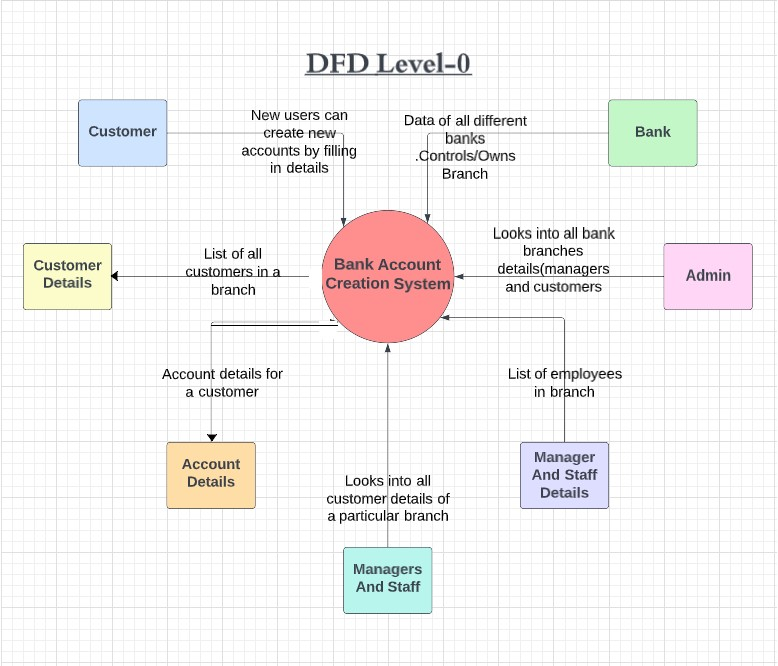 DFD Level-0
Customer
New users can
create new
accounts by filling
in details
Data of all different
banks
.Controls/Owns
Branch
Bank
Customer
Details
List of all
customers in a
branch
Bank Account
Creation System
Looks into all bank
branches
details(managers
and customers
Admin
Account details for
a customer
List of employees
in branch
Account
Details
Looks into all
customer details of
a particular branch
Manager
And Staff
Details
Managers
And Staff